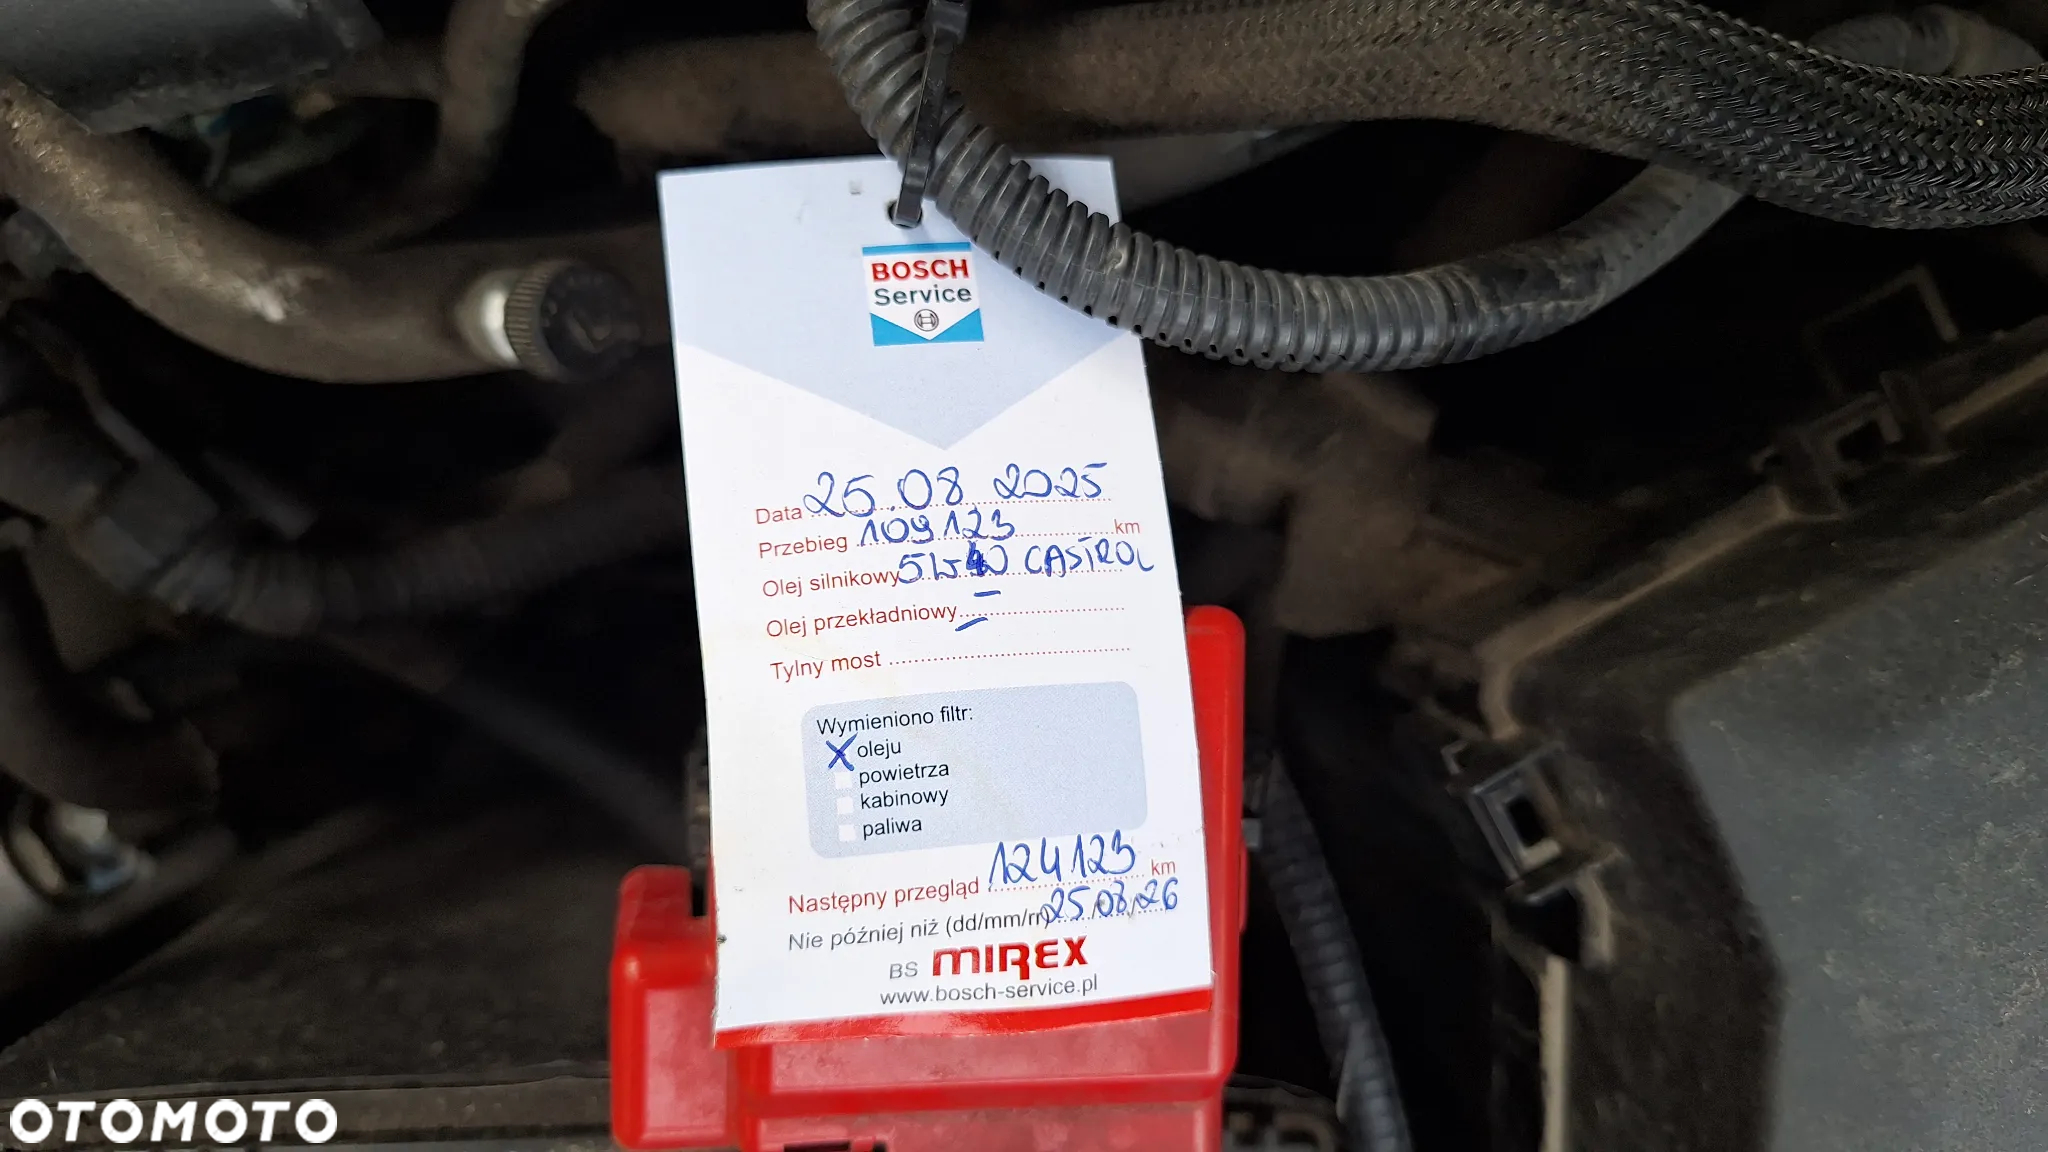 BOSCH
Service
Data 25.08 2025
Przebieg 109123 km
Olej silnikowy 5W40 CASTROL
Olej przekładniowy –
Tylny most –
Wymieniono filtr:
X oleju
powietrza
kabinowy
paliwa
Następny przegląd 124123 km
Nie później niż (dd/mm/rr) 25.08.26
BS MIREX
www.bosch-service.pl
OTOMOTO